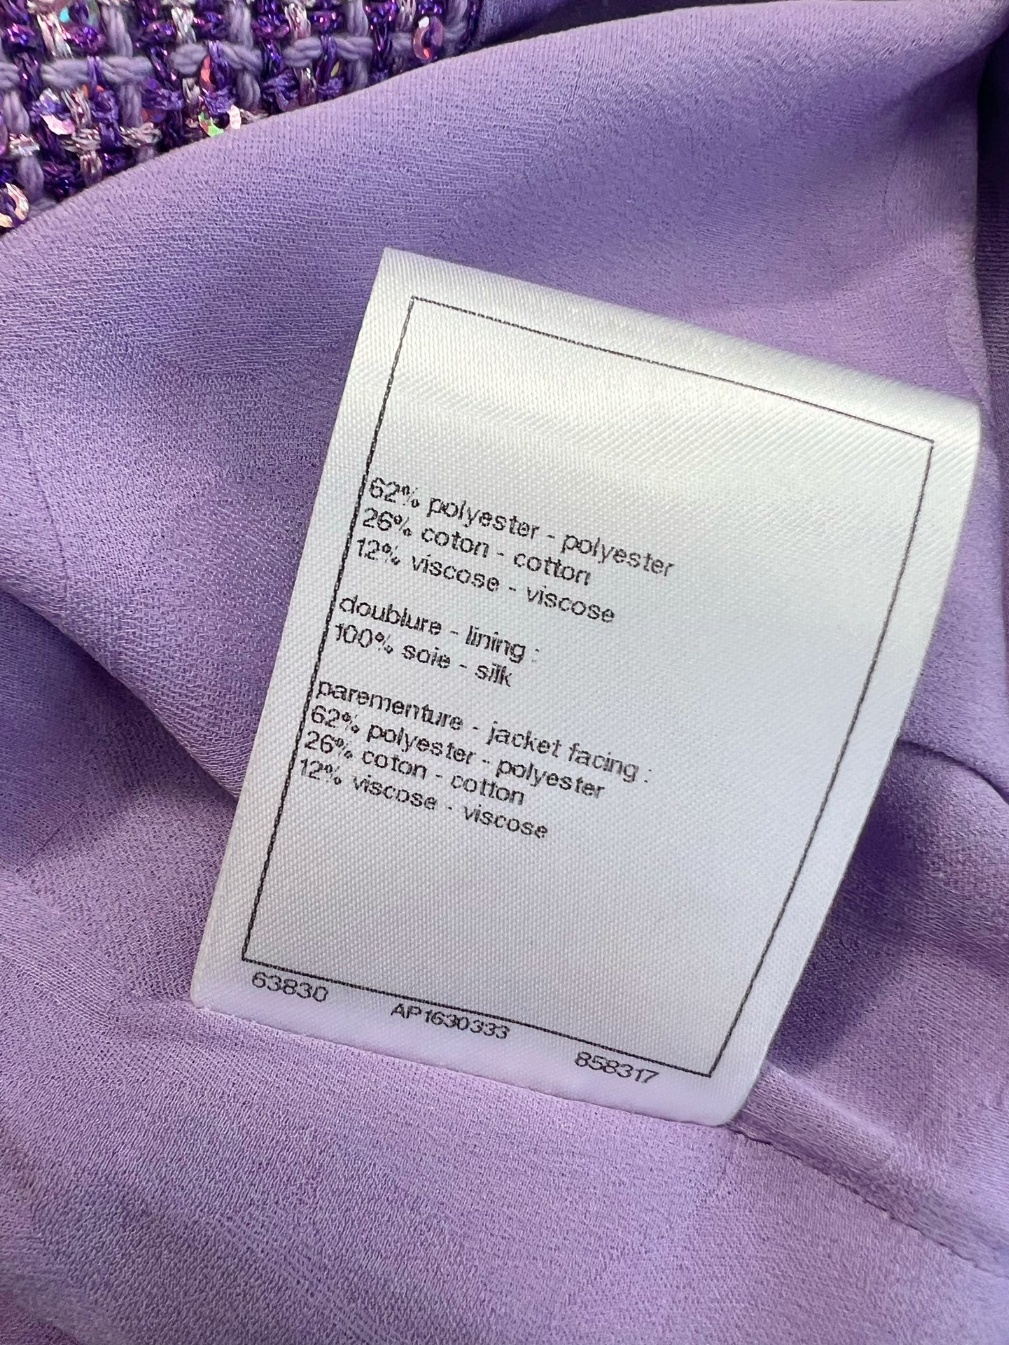 62% polyester - polyester
26% coton - cotton
12% viscose - viscose
doublure - lining :
100% soie - silk
parementure - jacket facing :
62% polyester - polyester
26% coton - cotton
12% viscose - viscose
63830
AP1630333
858317